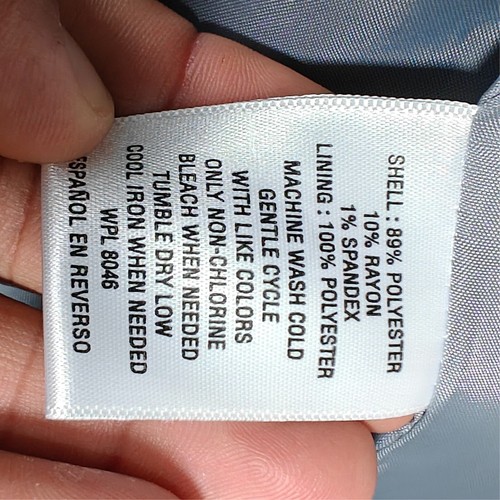 SHELL : 89% POLYESTER
10% RAYON
1% SPANDEX
LINING : 100% POLYESTER
MACHINE WASH COLD
GENTLE CYCLE
WITH LIKE COLORS
ONLY NON-CHLORINE
BLEACH WHEN NEEDED
TUMBLE DRY LOW
COOL IRON WHEN NEEDED
WPL 8046
ESPAÑOL EN REVERSO